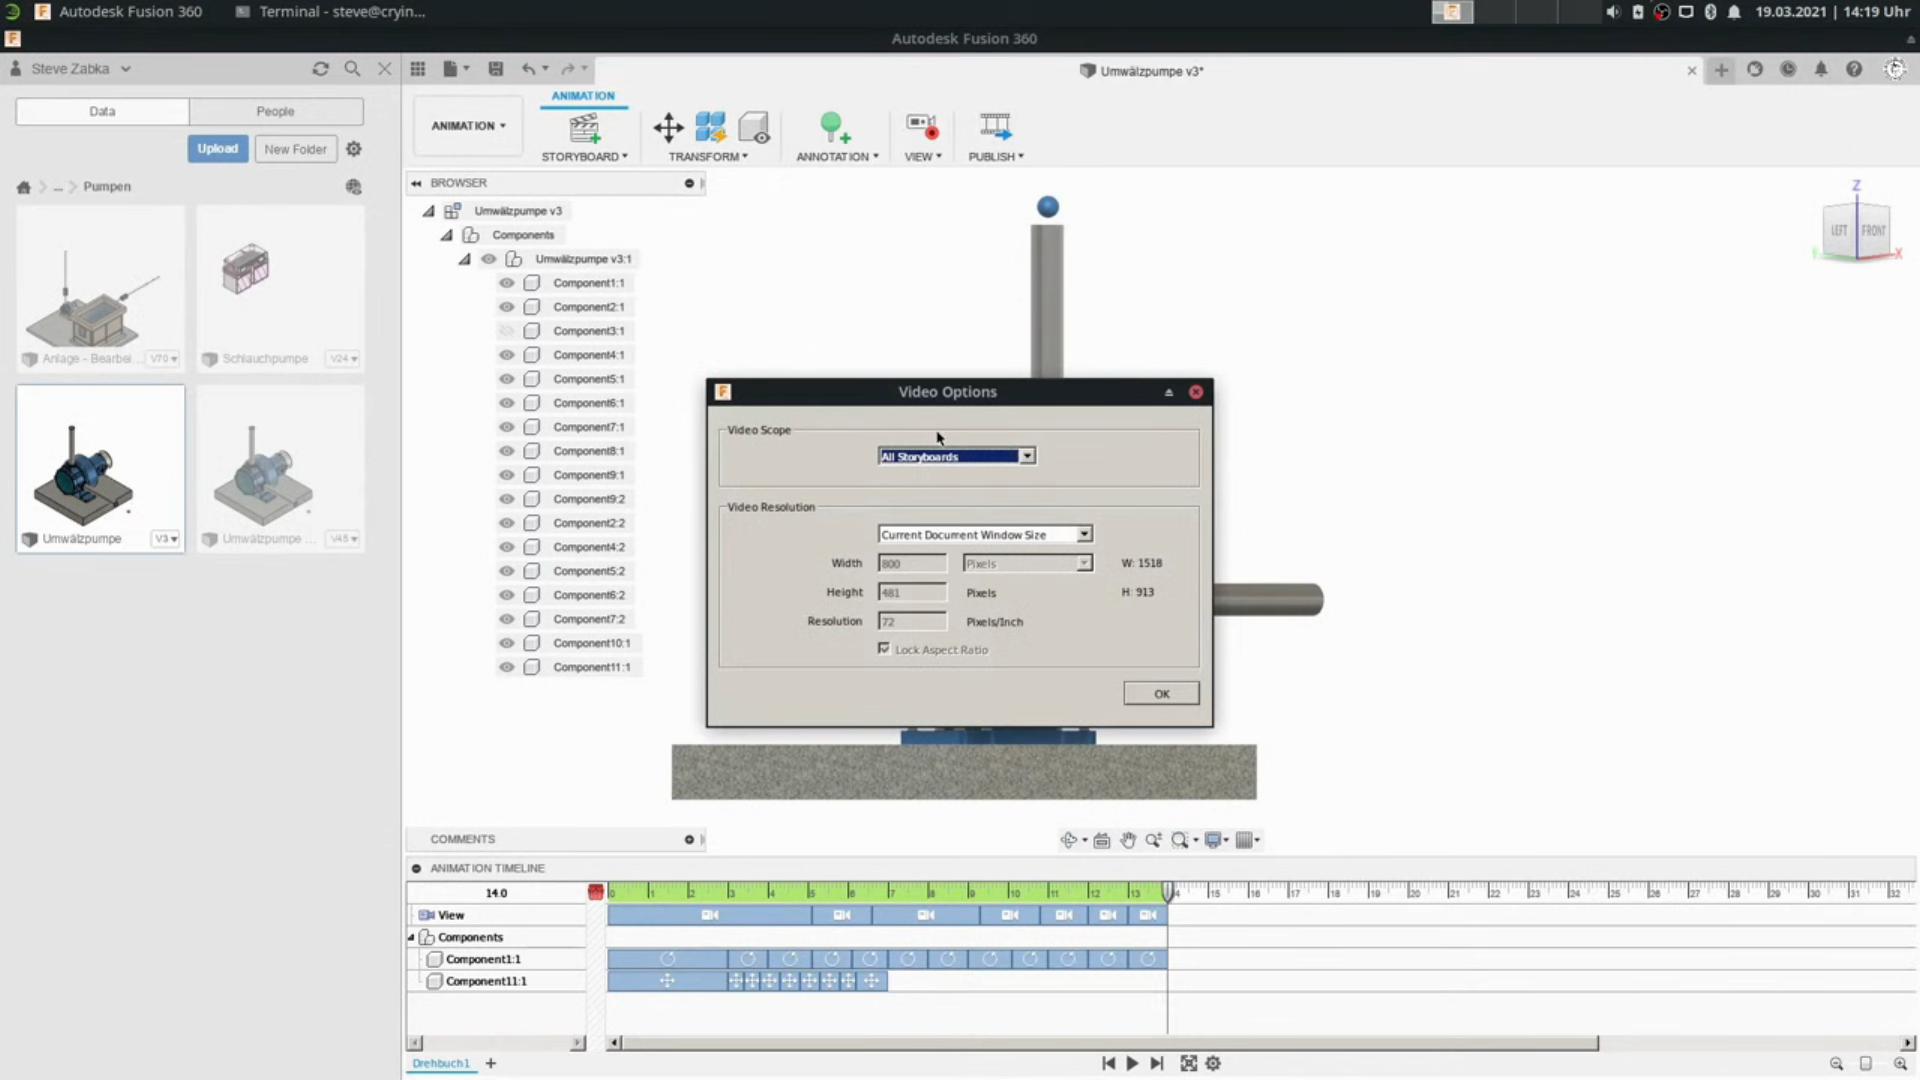 Autodesk Fusion 360
Terminal - steve@cryin...
19.03.2021 | 14:19 Uhr
Autodesk Fusion 360
Steve Zabka
Umwälzpumpe v3*
Data
People
Upload
New Folder
... > Pumpen
Anlage - Bearbei...
V70
Schlauchpumpe
V24
Umwälzpumpe
V3
Umwälzpumpe ...
V45
ANIMATION
ANIMATION
STORYBOARD
TRANSFORM
ANNOTATION
VIEW
PUBLISH
BROWSER
Umwälzpumpe v3
Components
Umwälzpumpe v3:1
Component1:1
Component2:1
Component3:1
Component4:1
Component5:1
Component6:1
Component7:1
Component8:1
Component9:1
Component9:2
Component2:2
Component4:2
Component5:2
Component6:2
Component7:2
Component10:1
Component11:1
Z
LEFT
FRONT
X
Video Options
Video Scope
All Storyboards
Video Resolution
Current Document Window Size
Width 800 Pixels W: 1518
Height 481 Pixels H: 913
Resolution 72 Pixels/Inch
Lock Aspect Ratio
OK
COMMENTS
ANIMATION TIMELINE
14.0
0 1 2 3 4 5 6 7 8 9 10 11 12 13 14 15 16 17 18 19 20 21 22 23 24 25 26 27 28 29 30 31 32
View
Components
Component1:1
Component11:1
Drehbuch1 +